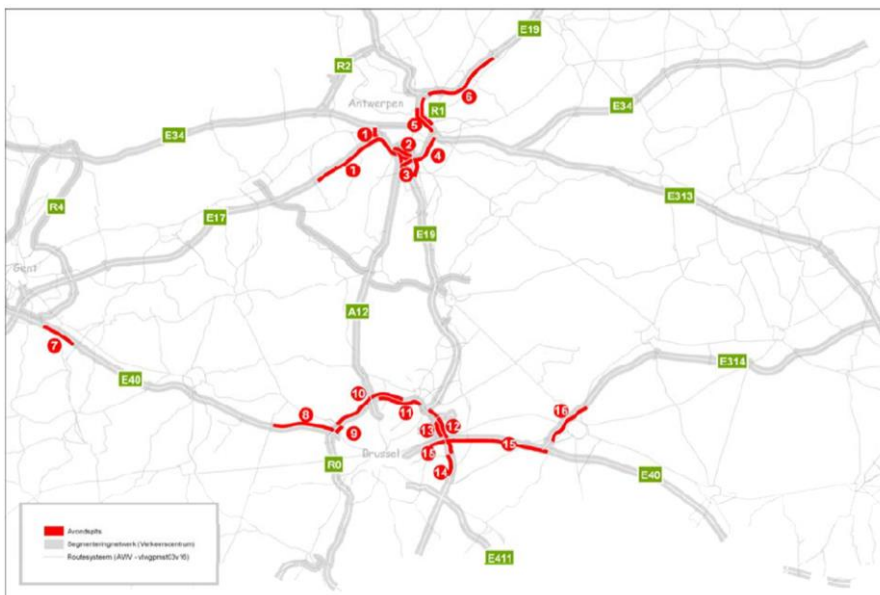 E19
R2
Antwerpen
R1
6
E34
5
E34
1
2
4
3
1
R4
E313
E17
E19
Gent
A12
7
E314
E40
10
16
8
11
9
13
12
15
Brussel
15
R0
14
E40
E411
Avondspits
Segmenteringnetwerk (Verkeerscentrum)